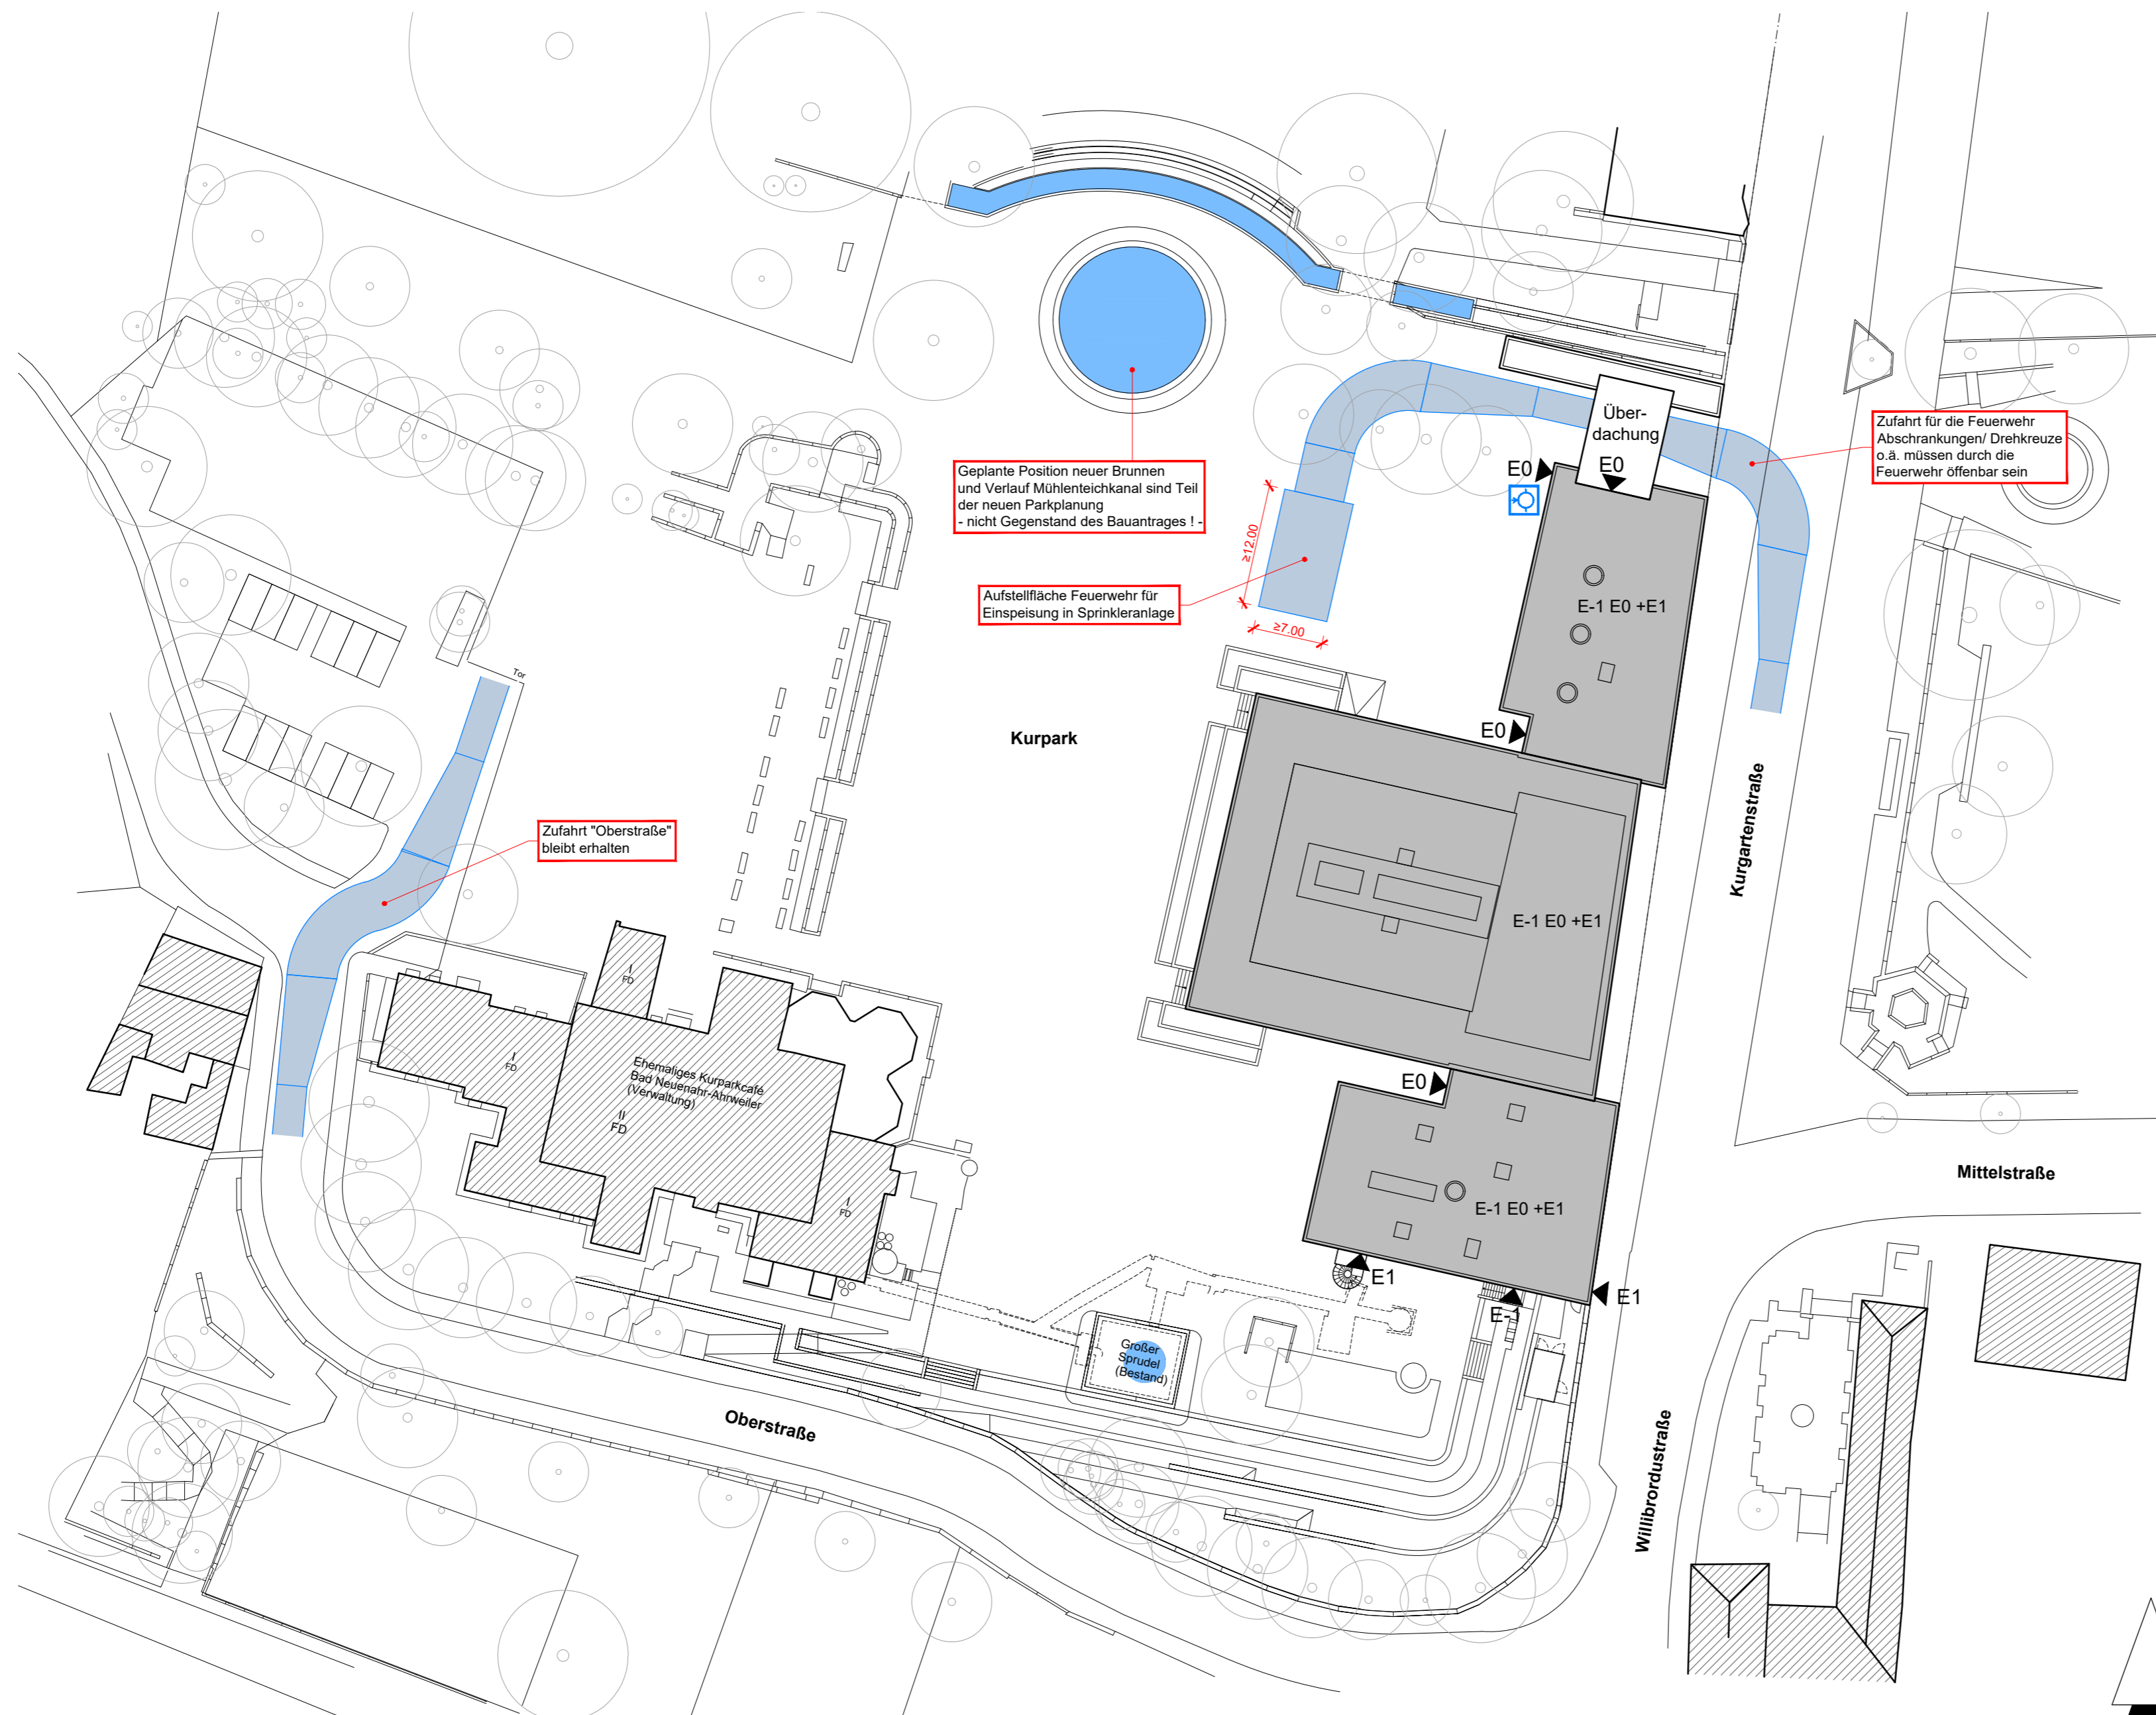 Über-
dachung
E0
E0
Zufahrt für die Feuerwehr
Abschrankungen/ Drehkreuze
o.ä. müssen durch die
Feuerwehr öffenbar sein
Geplante Position neuer Brunnen
und Verlauf Mühlenteichkanal sind Teil
der neuen Parkplanung
- nicht Gegenstand des Bauantrages ! -
≥12.00
Aufstellfläche Feuerwehr für
Einspeisung in Sprinkleranlage
≥7.00
E-1 E0 +E1
Tor
Kurpark
E0
Kurgartenstraße
Zufahrt "Oberstraße"
bleibt erhalten
E-1 E0 +E1
I
FD
I
FD
Ehemaliges Kurparkcafé
Bad Neuenahr-Ahrweiler
(Verwaltung)
II
FD
E0
Mittelstraße
I
FD
E-1 E0 +E1
E1
E-1
E1
Großer
Sprudel
(Bestand)
Oberstraße
Willibrordustraße